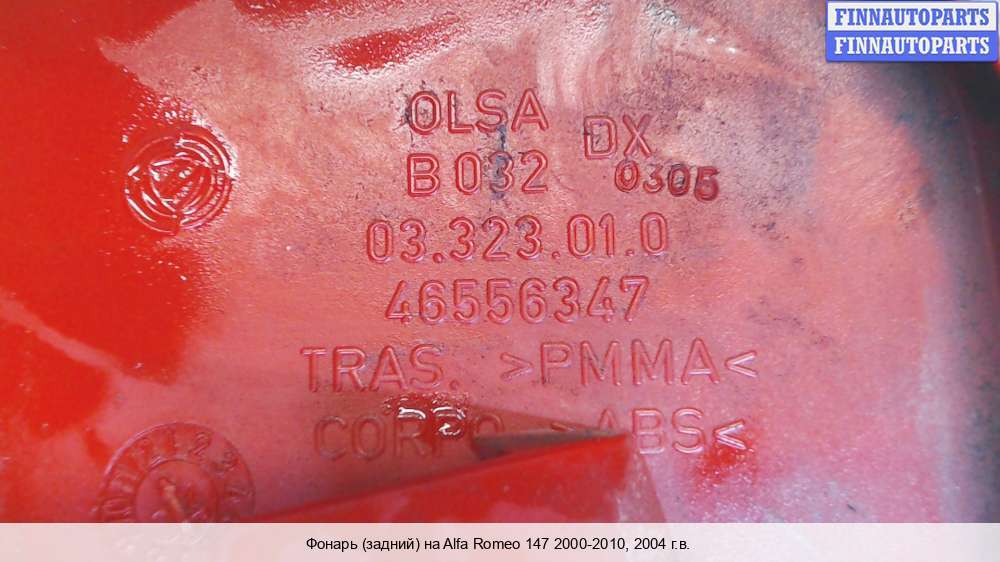 FINNAUTOPARTS
FINNAUTOPARTS
OLSA DX
B032 0305
03.323.01.0
46556347
TRAS. >PMMA<
CORPO >ABS<
Фонарь (задний) на Alfa Romeo 147 2000-2010, 2004 г.в.